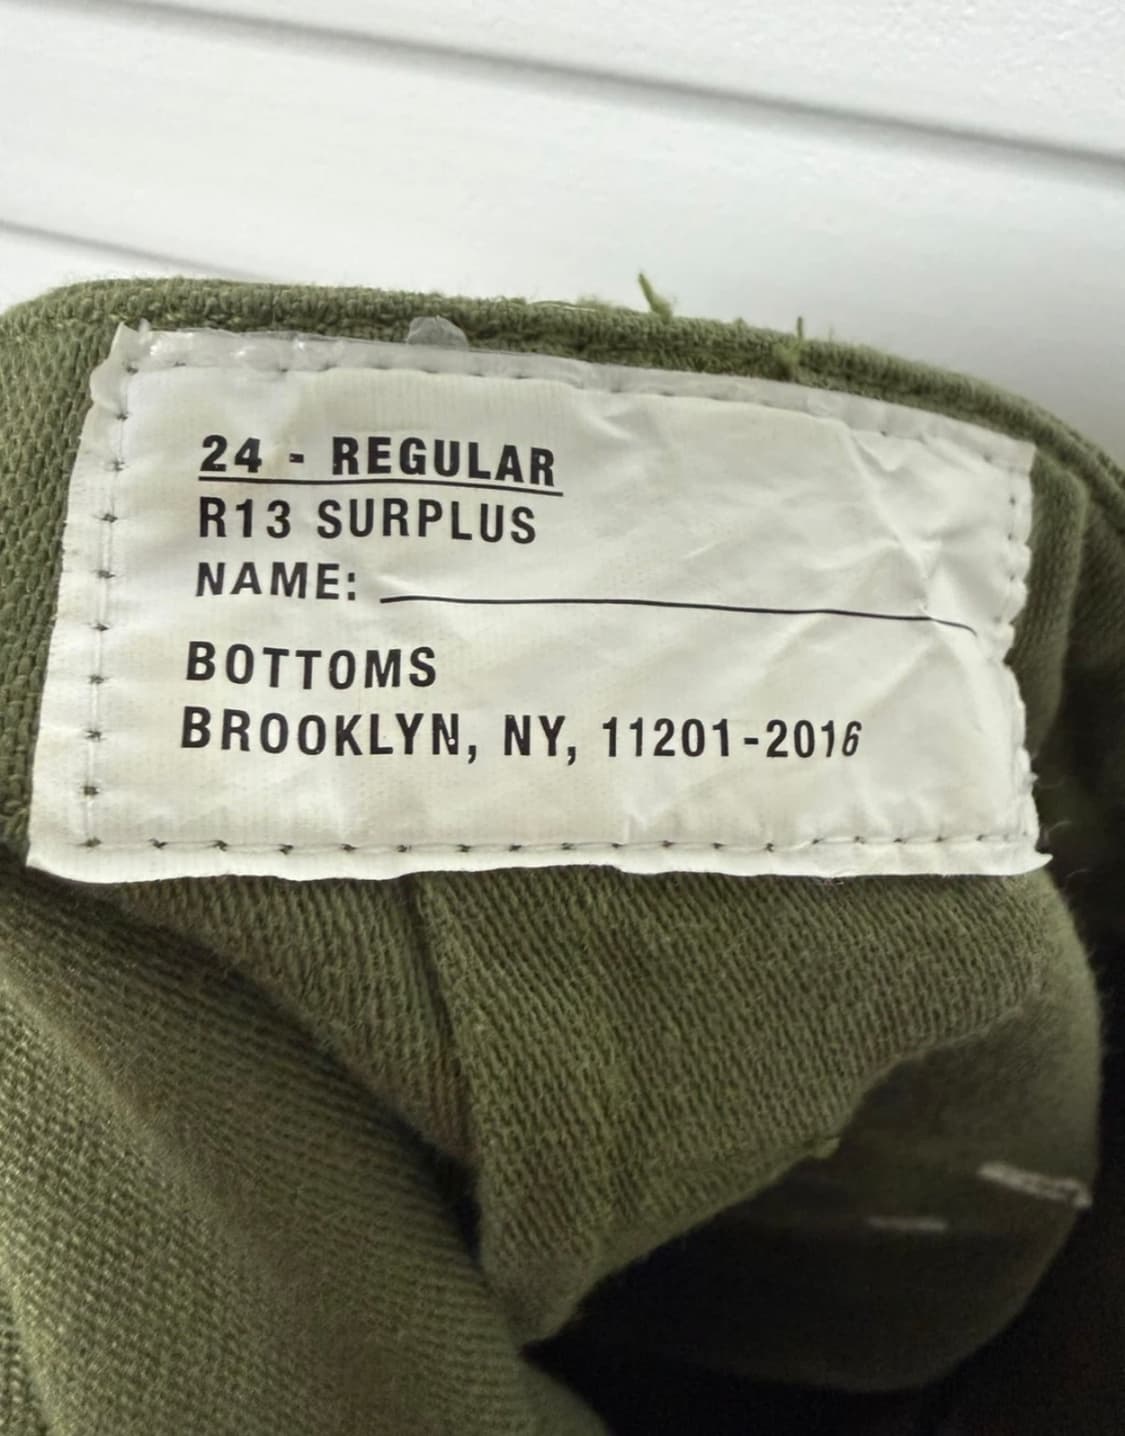 24 - REGULAR
R13 SURPLUS
NAME:
BOTTOMS
BROOKLYN, NY, 11201-2016